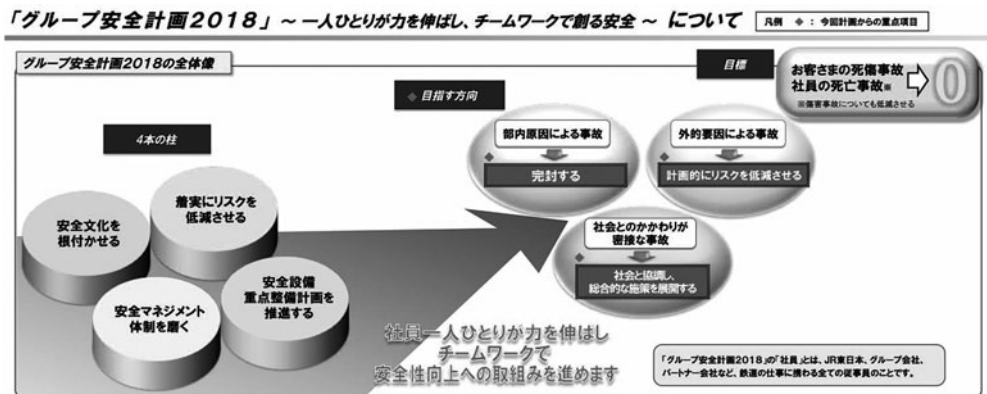 「グループ安全計画2018」 ~ 一人ひとりが力を伸ばし、チームワークで創る安全 ~ について
凡例 ◆ : 今回計画からの重点項目
グループ安全計画2018の全体像
目標
お客さまの死傷事故
社員の死亡事故※
0
※傷害事故についても低減させる
◆ 目指す方向
4本の柱
部内原因による事故
◆
完封する
外的要因による事故
◆
計画的にリスクを低減させる
着実にリスクを
低減させる
安全文化を
根付かせる
社会とのかかわりが
密接な事故
◆
社会と協調し、
総合的な施策を展開する
安全設備
重点整備計画を
推進する
安全マネジメント
体制を磨く
社員一人ひとりが力を伸ばし
チームワークで
安全性向上への取組みを進めます
「グループ安全計画2018」の「社員」とは、JR東日本、グループ会社、
パートナー会社など、鉄道の仕事に携わる全ての従事員のことです。